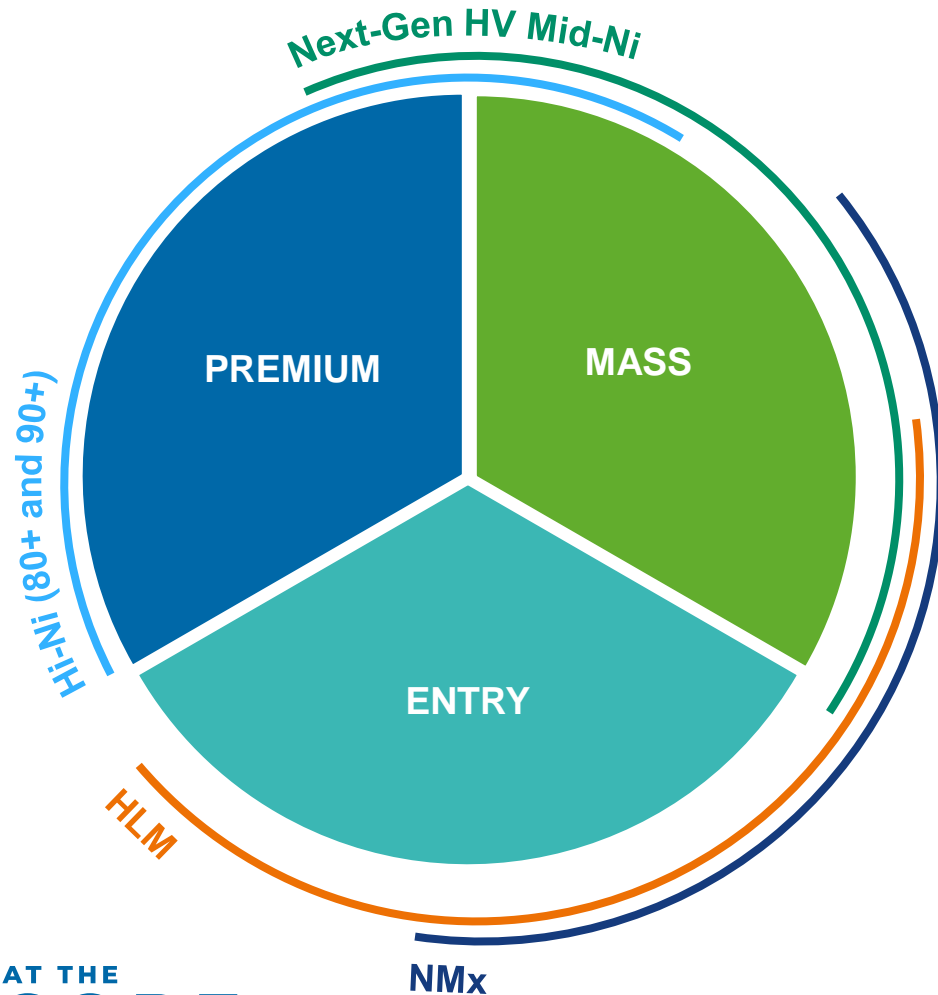 Next-Gen HV Mid-Ni
PREMIUM
MASS
Hi-Ni (80+ and 90+)
ENTRY
HLM
NMx
AT THE